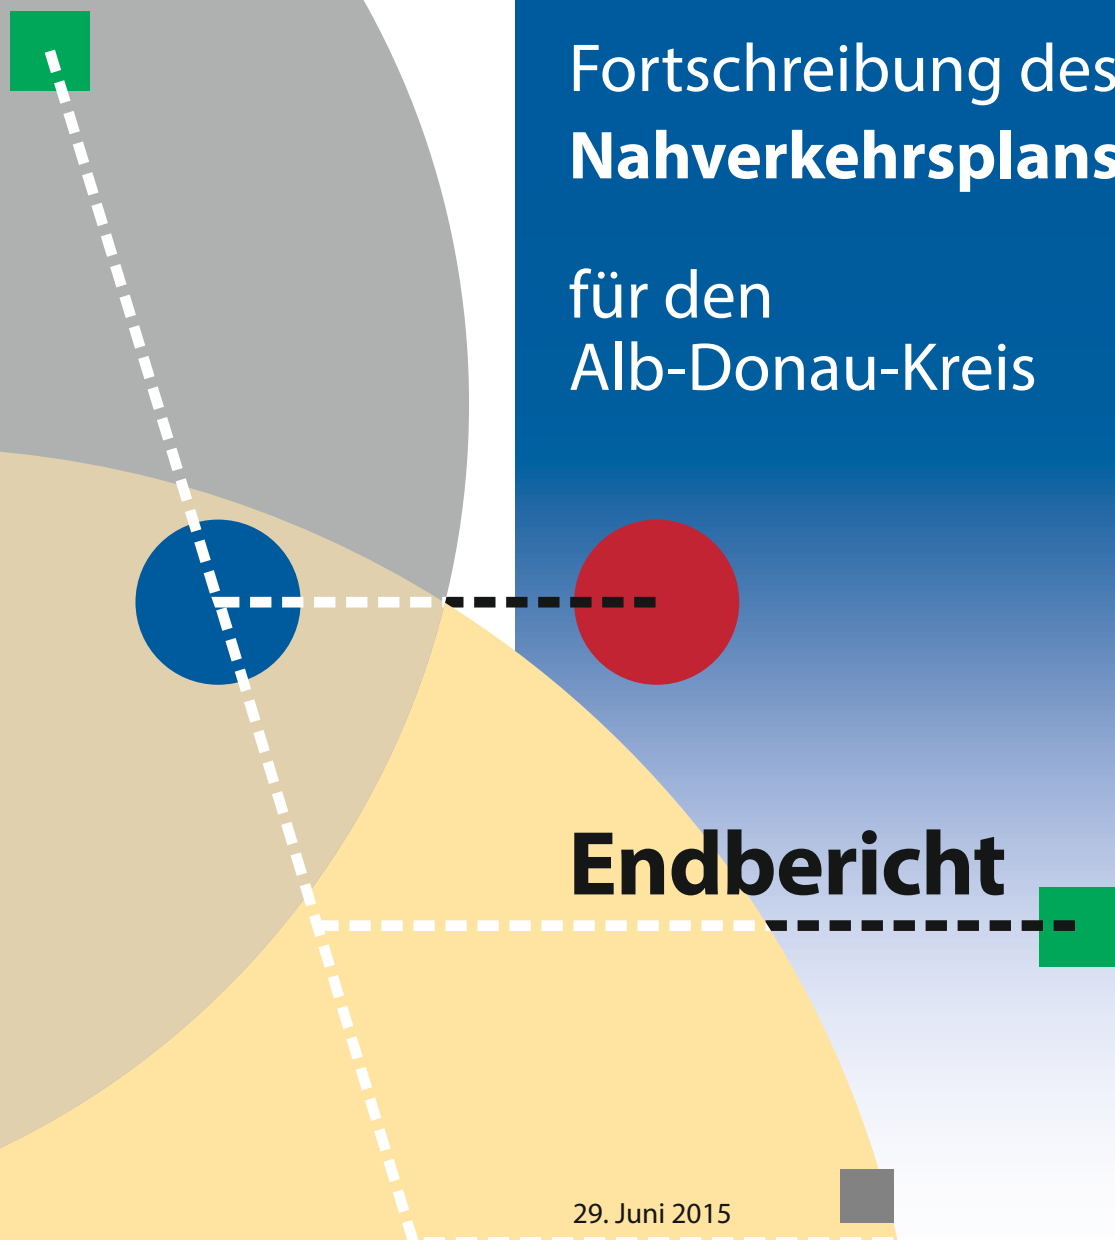 Fortschreibung des
Nahverkehrsplans
für den
Alb-Donau-Kreis
Endbericht
29. Juni 2015